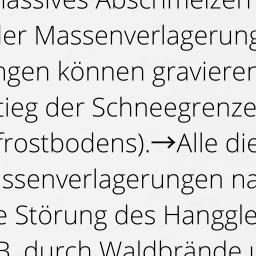 massives Abschmelzen
der Massenverlagerung
ngen können gravieren
tieg der Schneegrenze
frostbodens).→Alle die
ssenverlagerungen na
e Störung des Hanggle
B. durch Waldbrände u